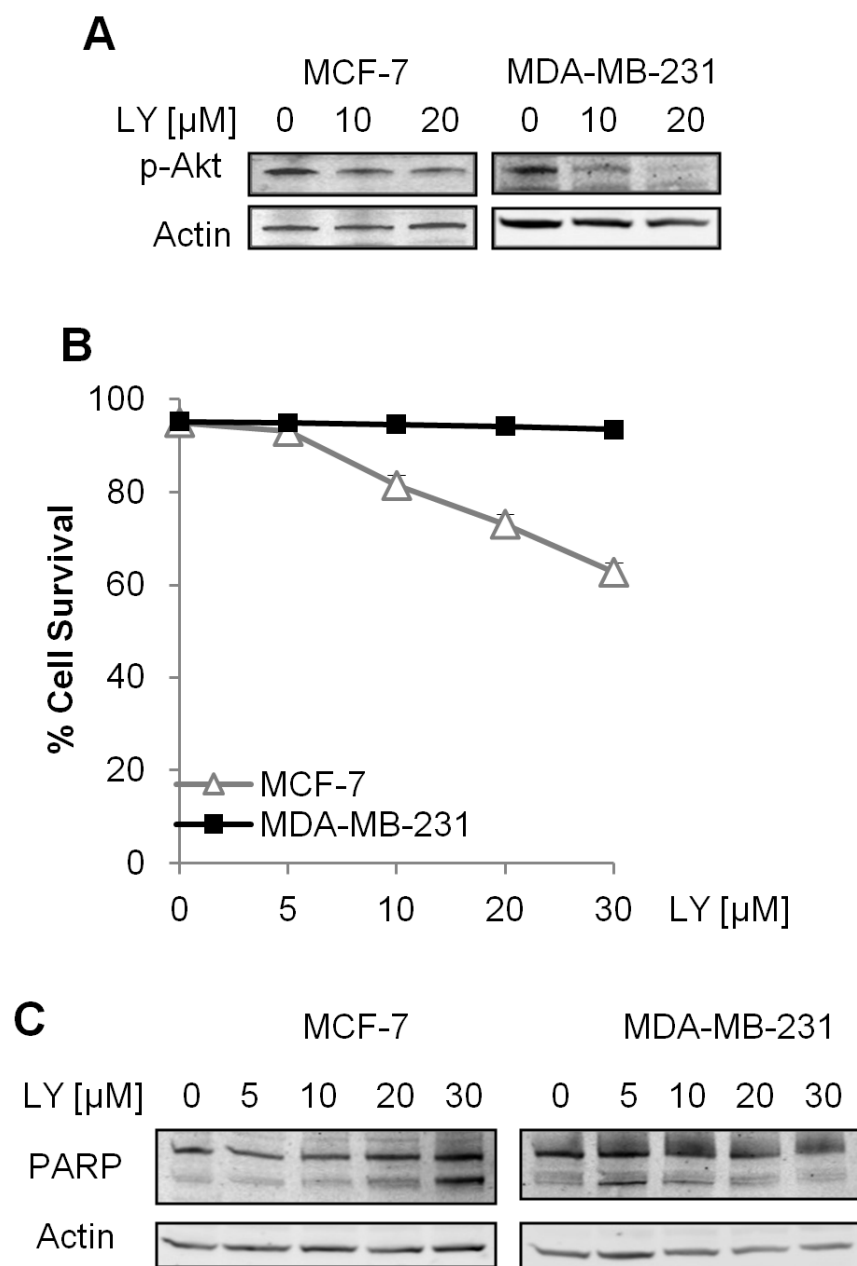 A
MCF-7 MDA-MB-231
LY [µM] 0 10 20 0 10 20
p-Akt
Actin
B
100
80
60
40
20
0
% Cell Survival
MCF-7
MDA-MB-231
0 5 10 20 30 LY [µM]
C
MCF-7 MDA-MB-231
LY [µM] 0 5 10 20 30 0 5 10 20 30
PARP
Actin